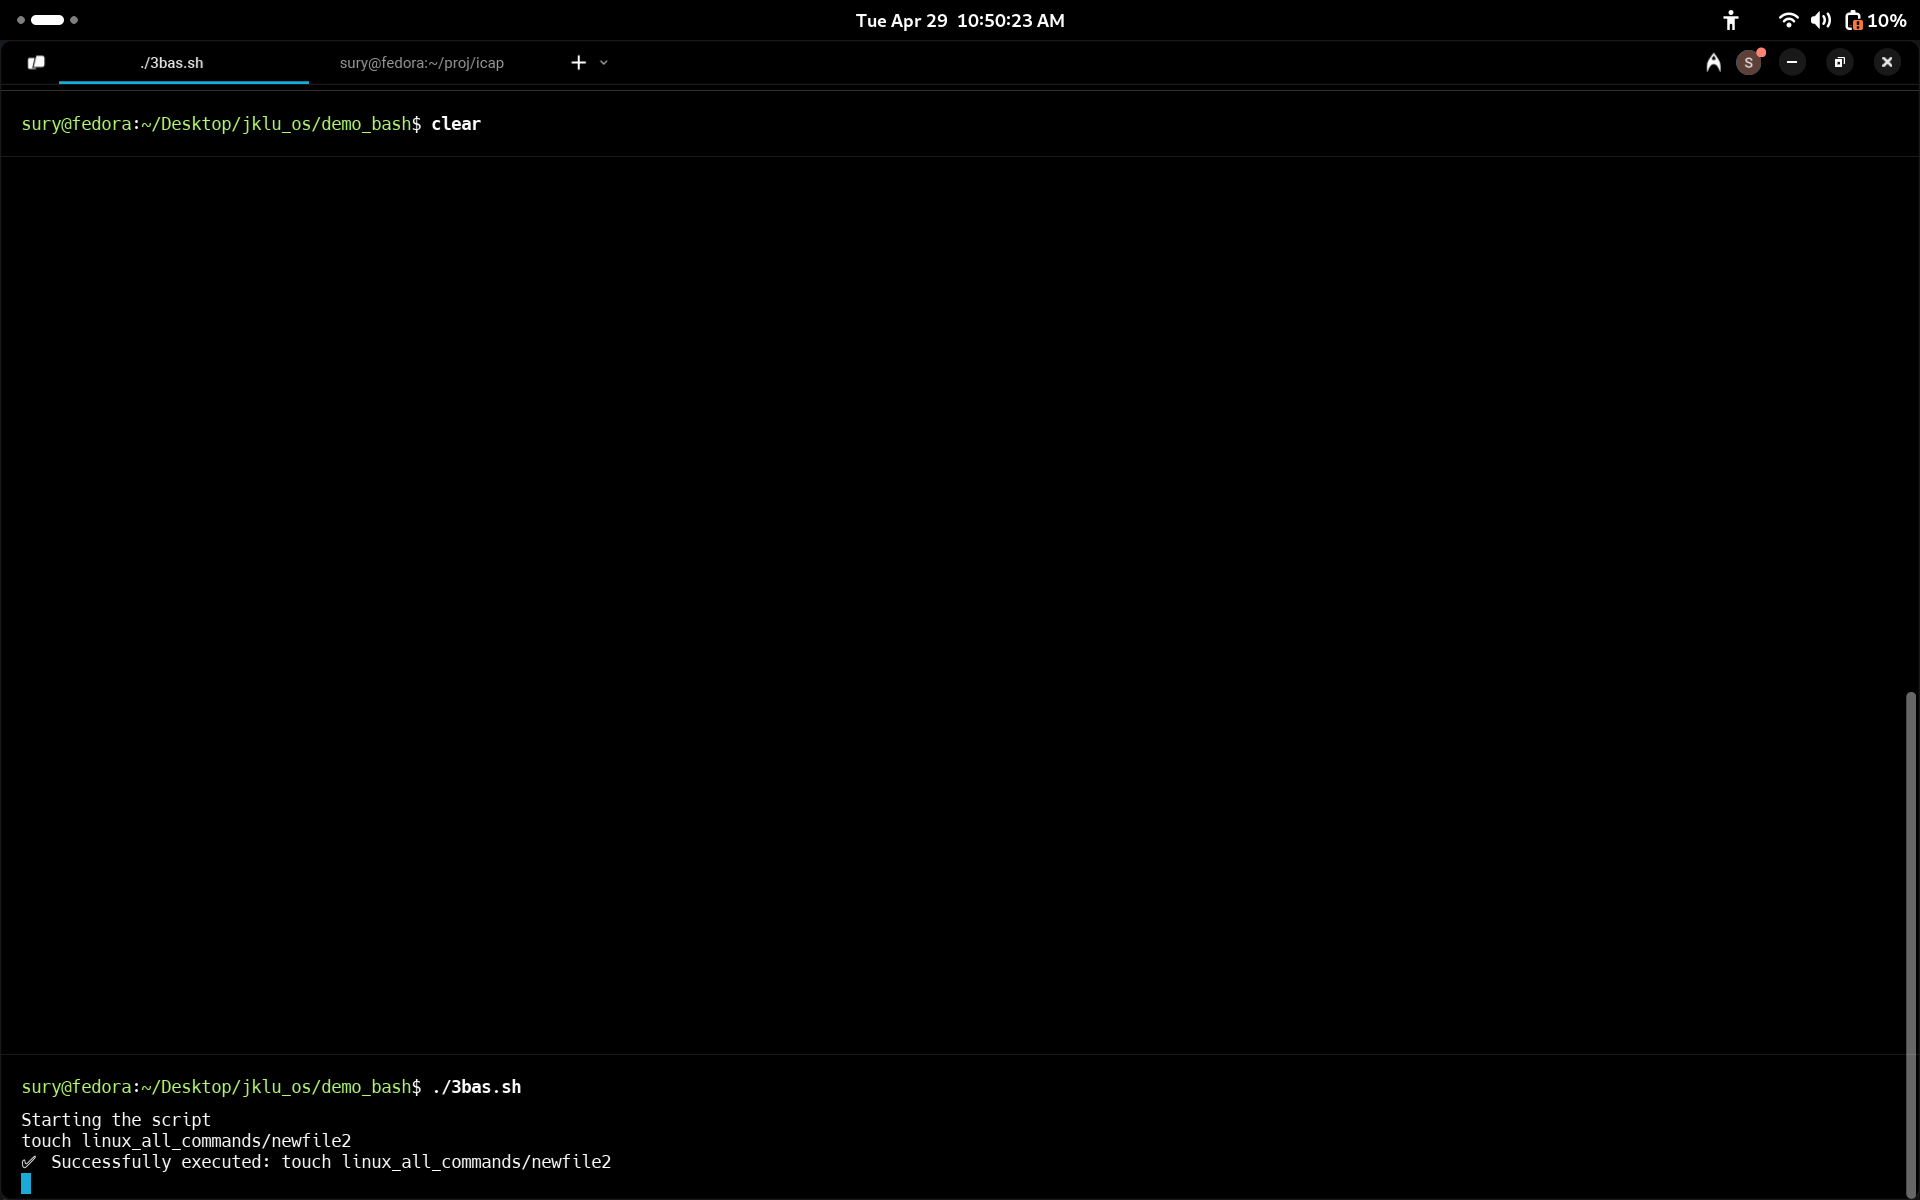 Tue Apr 29 10:50:23 AM
10%
./3bas.sh
sury@fedora:~/proj/icap
S
sury@fedora:~/Desktop/jklu_os/demo_bash$ clear
sury@fedora:~/Desktop/jklu_os/demo_bash$ ./3bas.sh
Starting the script
touch linux_all_commands/newfile2
✅ Successfully executed: touch linux_all_commands/newfile2